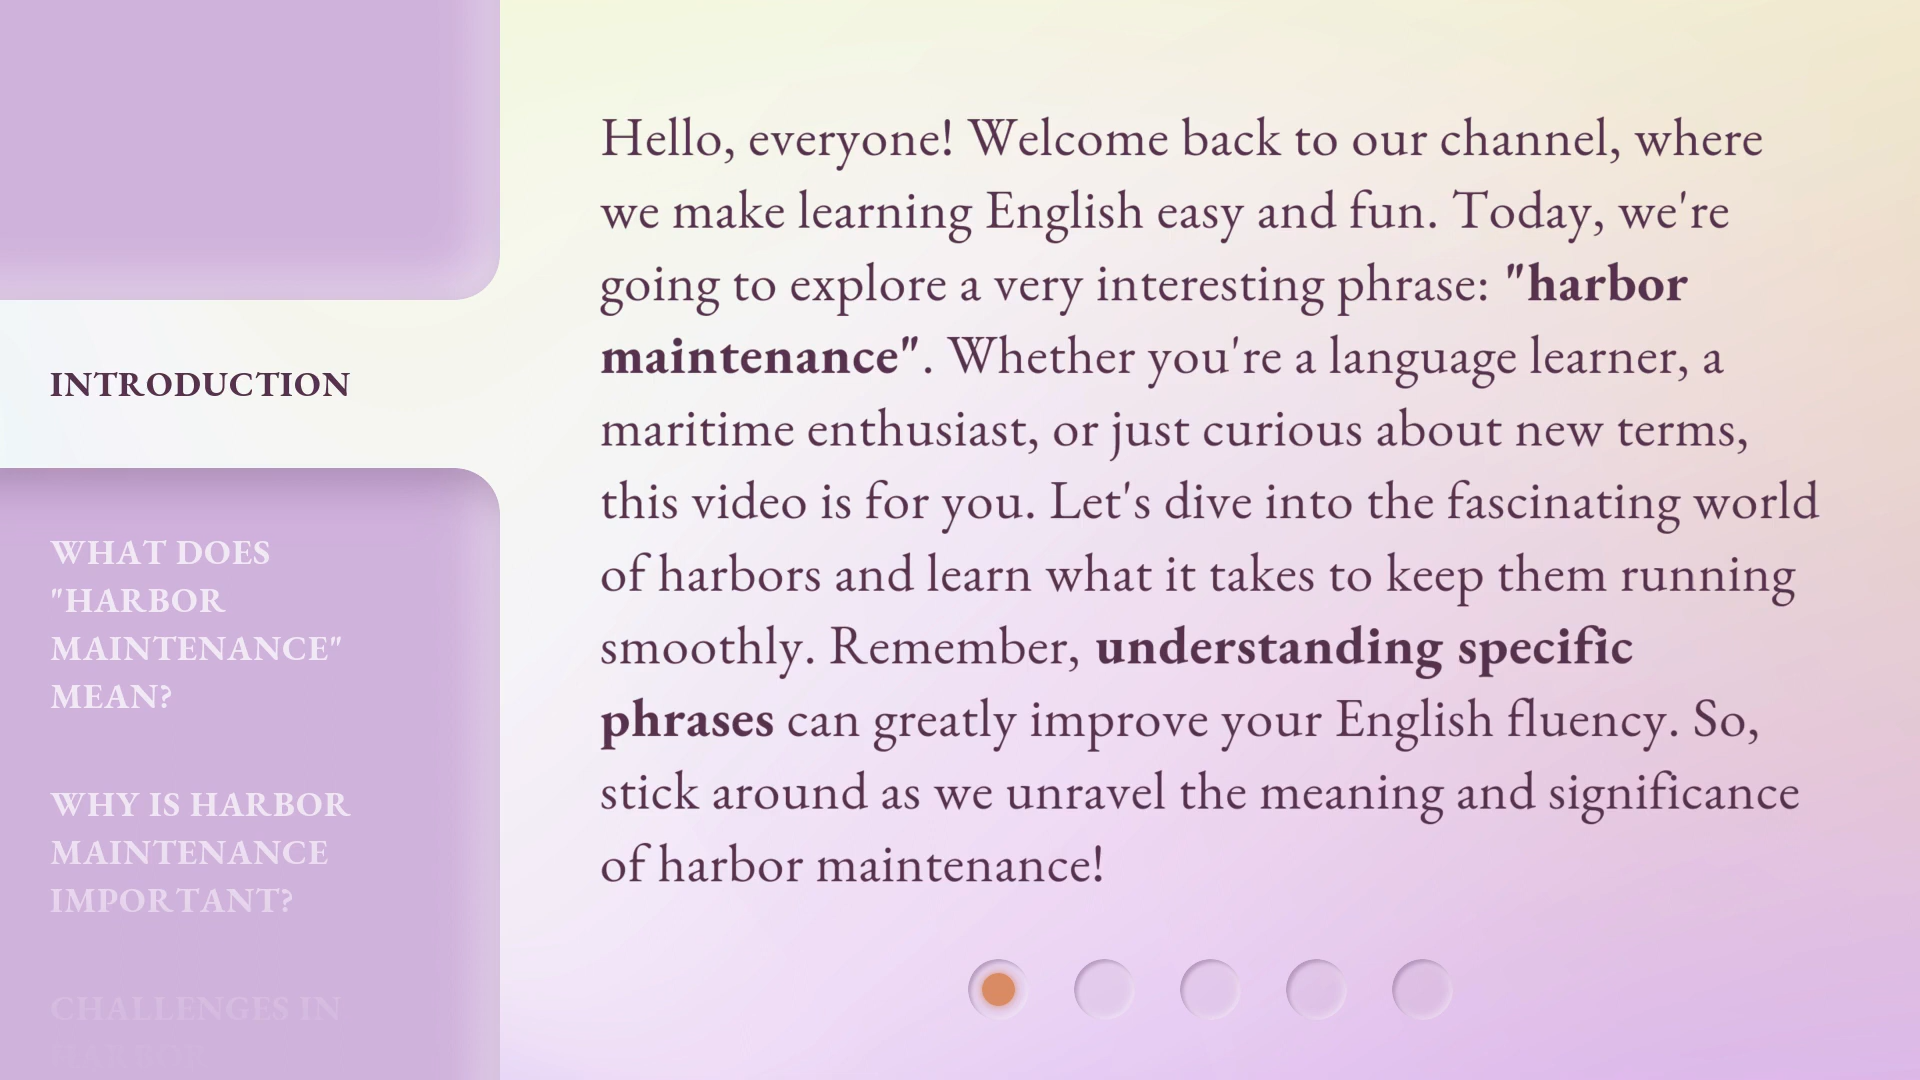 INTRODUCTION
WHAT DOES
"HARBOR
MAINTENANCE"
MEAN?
WHY IS HARBOR
MAINTENANCE
IMPORTANT?
CHALLENGES IN
HARBOR
Hello, everyone! Welcome back to our channel, where
we make learning English easy and fun. Today, we're
going to explore a very interesting phrase: "harbor
maintenance". Whether you're a language learner, a
maritime enthusiast, or just curious about new terms,
this video is for you. Let's dive into the fascinating world
of harbors and learn what it takes to keep them running
smoothly. Remember, understanding specific
phrases can greatly improve your English fluency. So,
stick around as we unravel the meaning and significance
of harbor maintenance!